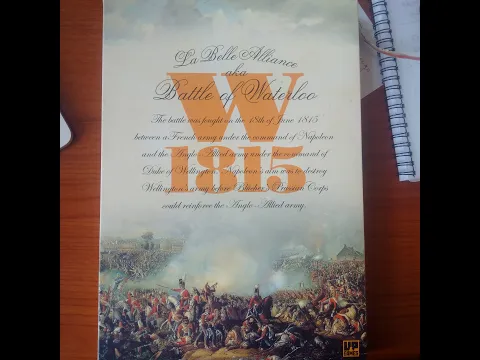 La Belle Alliance
aka
Battle of Waterloo
W
1815
The battle was fought on the 18th of June 1815
between a French army under the command of Napoleon
and the Anglo-Allied army under the command of
Duke of Wellington. Napoleon's aim was to destroy
Wellington's army before Blücher's Prussian Corps
could reinforce the Anglo-Allied army.